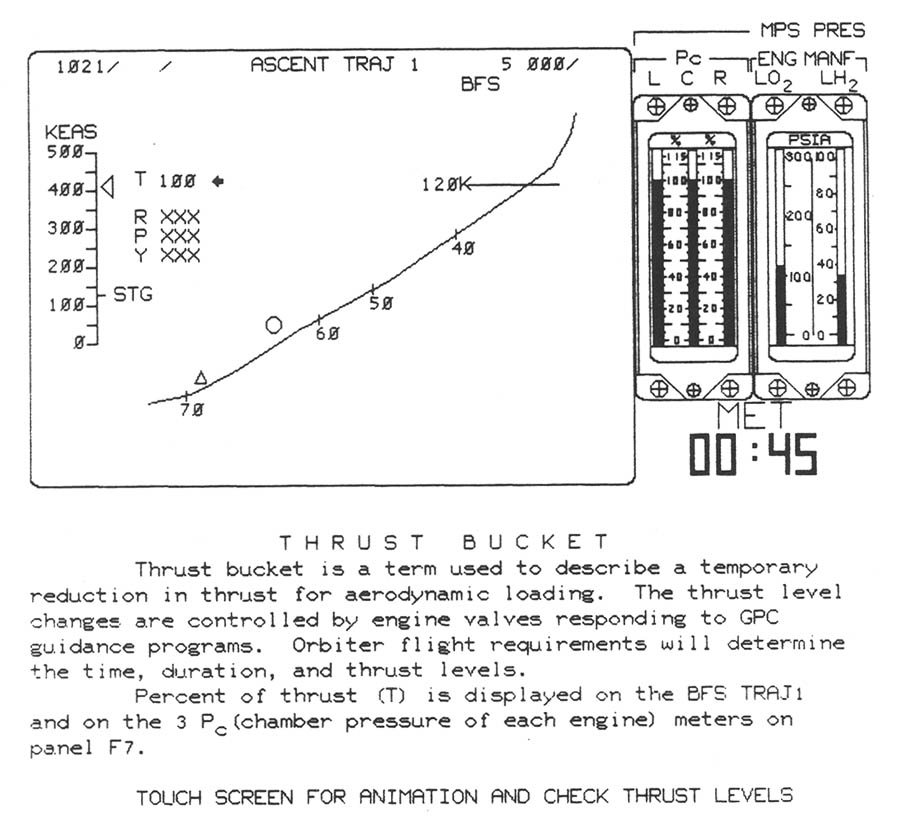 MPS PRES
1021/ / ASCENT TRAJ 1 5 000/
BFS
Pc ENG MANF
L C R LO2 LH2
KEAS
500
400
300
200
100
0
STG
T 100
R XXX
P XXX
Y XXX
120K
40
50
60
70
% %
115 115
100 100
80 80
60 60
40 40
20 20
0 0
PSIA
300 100
80
200 60
40
100
20
0 0
MET
00:45
THRUST BUCKET
Thrust bucket is a term used to describe a temporary
reduction in thrust for aerodynamic loading. The thrust level
changes are controlled by engine valves responding to GPC
guidance programs. Orbiter flight requirements will determine
the time, duration, and thrust levels.
Percent of thrust (T) is displayed on the BFS TRAJ1
and on the 3 Pc(chamber pressure of each engine) meters on
panel F7.
TOUCH SCREEN FOR ANIMATION AND CHECK THRUST LEVELS